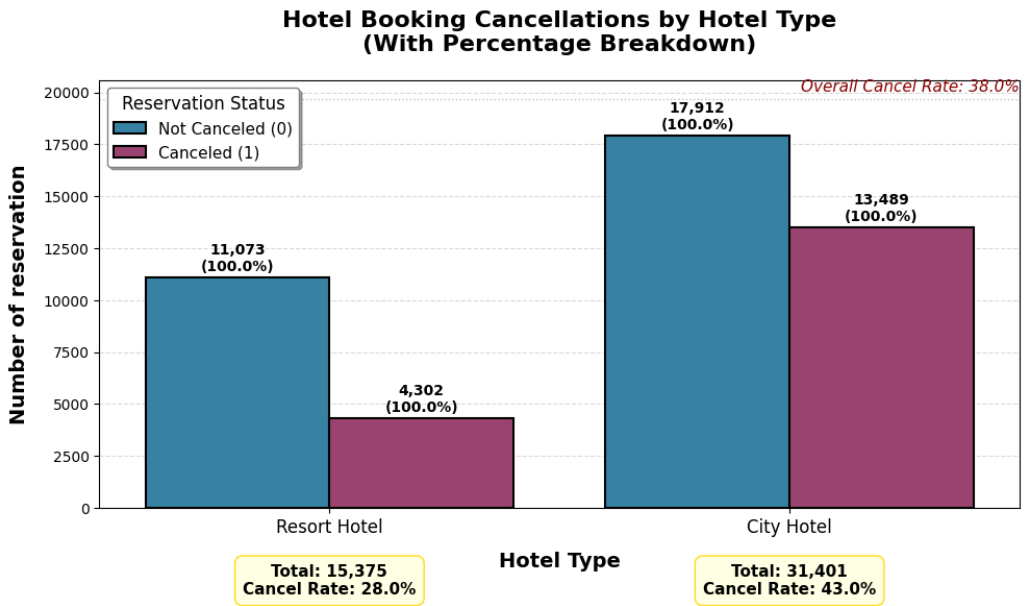 Hotel Booking Cancellations by Hotel Type
(With Percentage Breakdown)
Overall Cancel Rate: 38.0%
Reservation Status
Not Canceled (0)
Canceled (1)
Number of reservation
20000
17500
15000
12500
10000
7500
5000
2500
0
11,073
(100.0%)
4,302
(100.0%)
17,912
(100.0%)
13,489
(100.0%)
Resort Hotel
City Hotel
Hotel Type
Total: 15,375
Cancel Rate: 28.0%
Total: 31,401
Cancel Rate: 43.0%